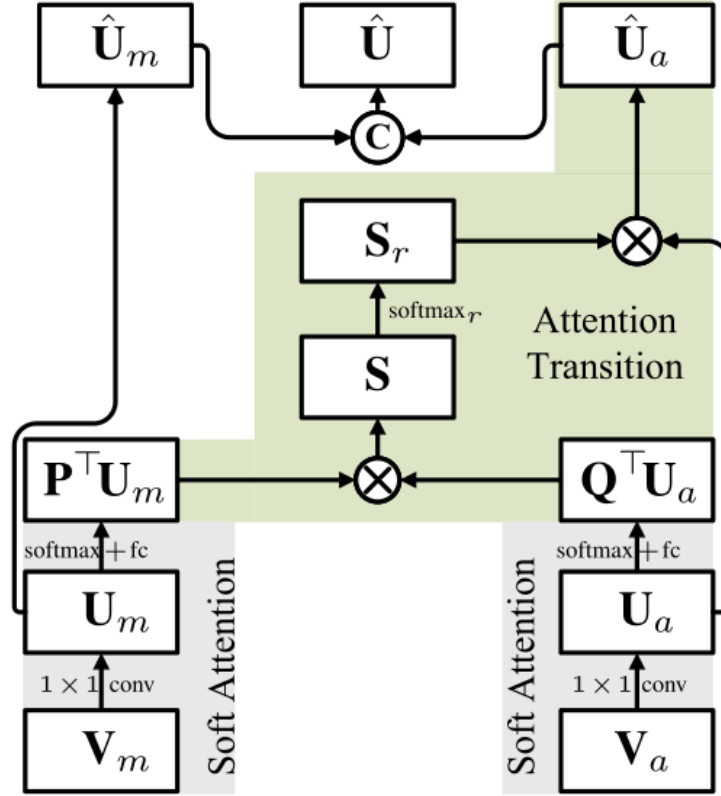 Û_m Û Û_a
C
S_r
softmax_r
Attention
Transition
S
P^⊤U_m Q^⊤U_a
softmax+fc softmax+fc
U_m U_a
1 × 1 conv 1 × 1 conv
V_m V_a
Soft Attention Soft Attention